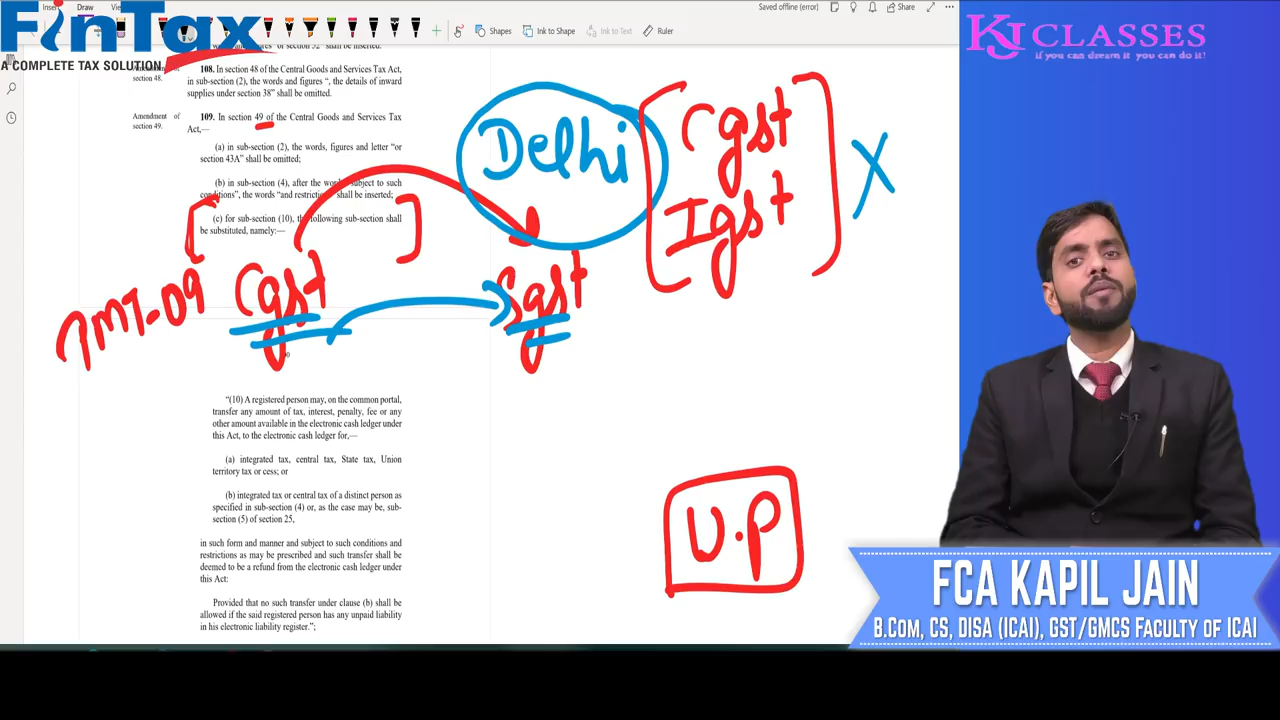 Insert
Draw
Saved offline (error)
Share
Shapes
Ink to Shape
Ink to Text
Ruler
FinTax
A COMPLETE TAX SOLUTION
KJ CLASSES
if you can dream it you can do it!
section 48.
108. In section 48 of the Central Goods and Services Tax Act,
in sub-section (2), the words and figures “, the details of inward
supplies under section 38” shall be omitted.
Amendment of
section 49.
109. In section 49 of the Central Goods and Services Tax
Act,—
(a) in sub-section (2), the words, figures and letter “or
section 43A” shall be omitted;
(b) in sub-section (4), after the words “subject to such
conditions”, the words “and restrictions” shall be inserted;
(c) for sub-section (10), the following sub-section shall
be substituted, namely:—
Delhi
Cgst
Igst
X
PMT-09 Cgst
Sgst
“(10) A registered person may, on the common portal,
transfer any amount of tax, interest, penalty, fee or any
other amount available in the electronic cash ledger under
this Act, to the electronic cash ledger for,—
(a) integrated tax, central tax, State tax, Union
territory tax or cess; or
(b) integrated tax or central tax of a distinct person as
specified in sub-section (4) or, as the case may be, sub-
section (5) of section 25,
in such form and manner and subject to such conditions and
restrictions as may be prescribed and such transfer shall be
deemed to be a refund from the electronic cash ledger under
this Act:
Provided that no such transfer under clause (b) shall be
allowed if the said registered person has any unpaid liability
in his electronic liability register.”;
U.P
FCA KAPIL JAIN
B.COM, CS, DISA (ICAI), GST/GMCS FACULTY OF ICAI